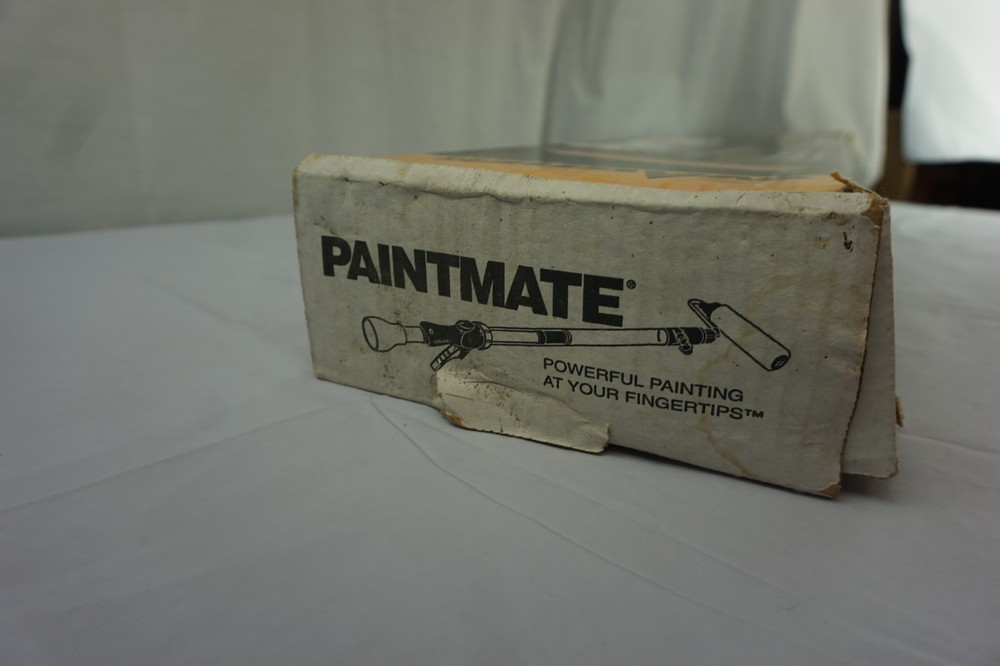 PAINTMATE®
POWERFUL PAINTING
AT YOUR FINGERTIPS™